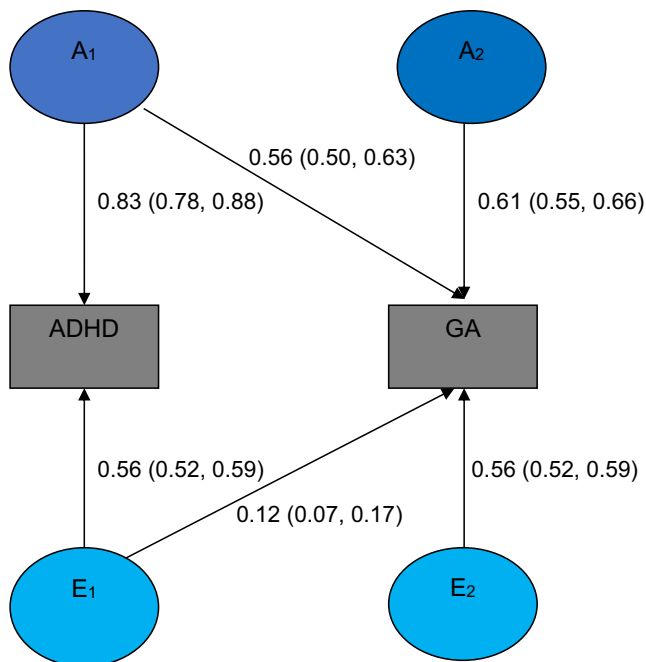 A1
A2
0.56 (0.50, 0.63)
0.83 (0.78, 0.88)
0.61 (0.55, 0.66)
ADHD
GA
0.56 (0.52, 0.59)
0.56 (0.52, 0.59)
0.12 (0.07, 0.17)
E1
E2